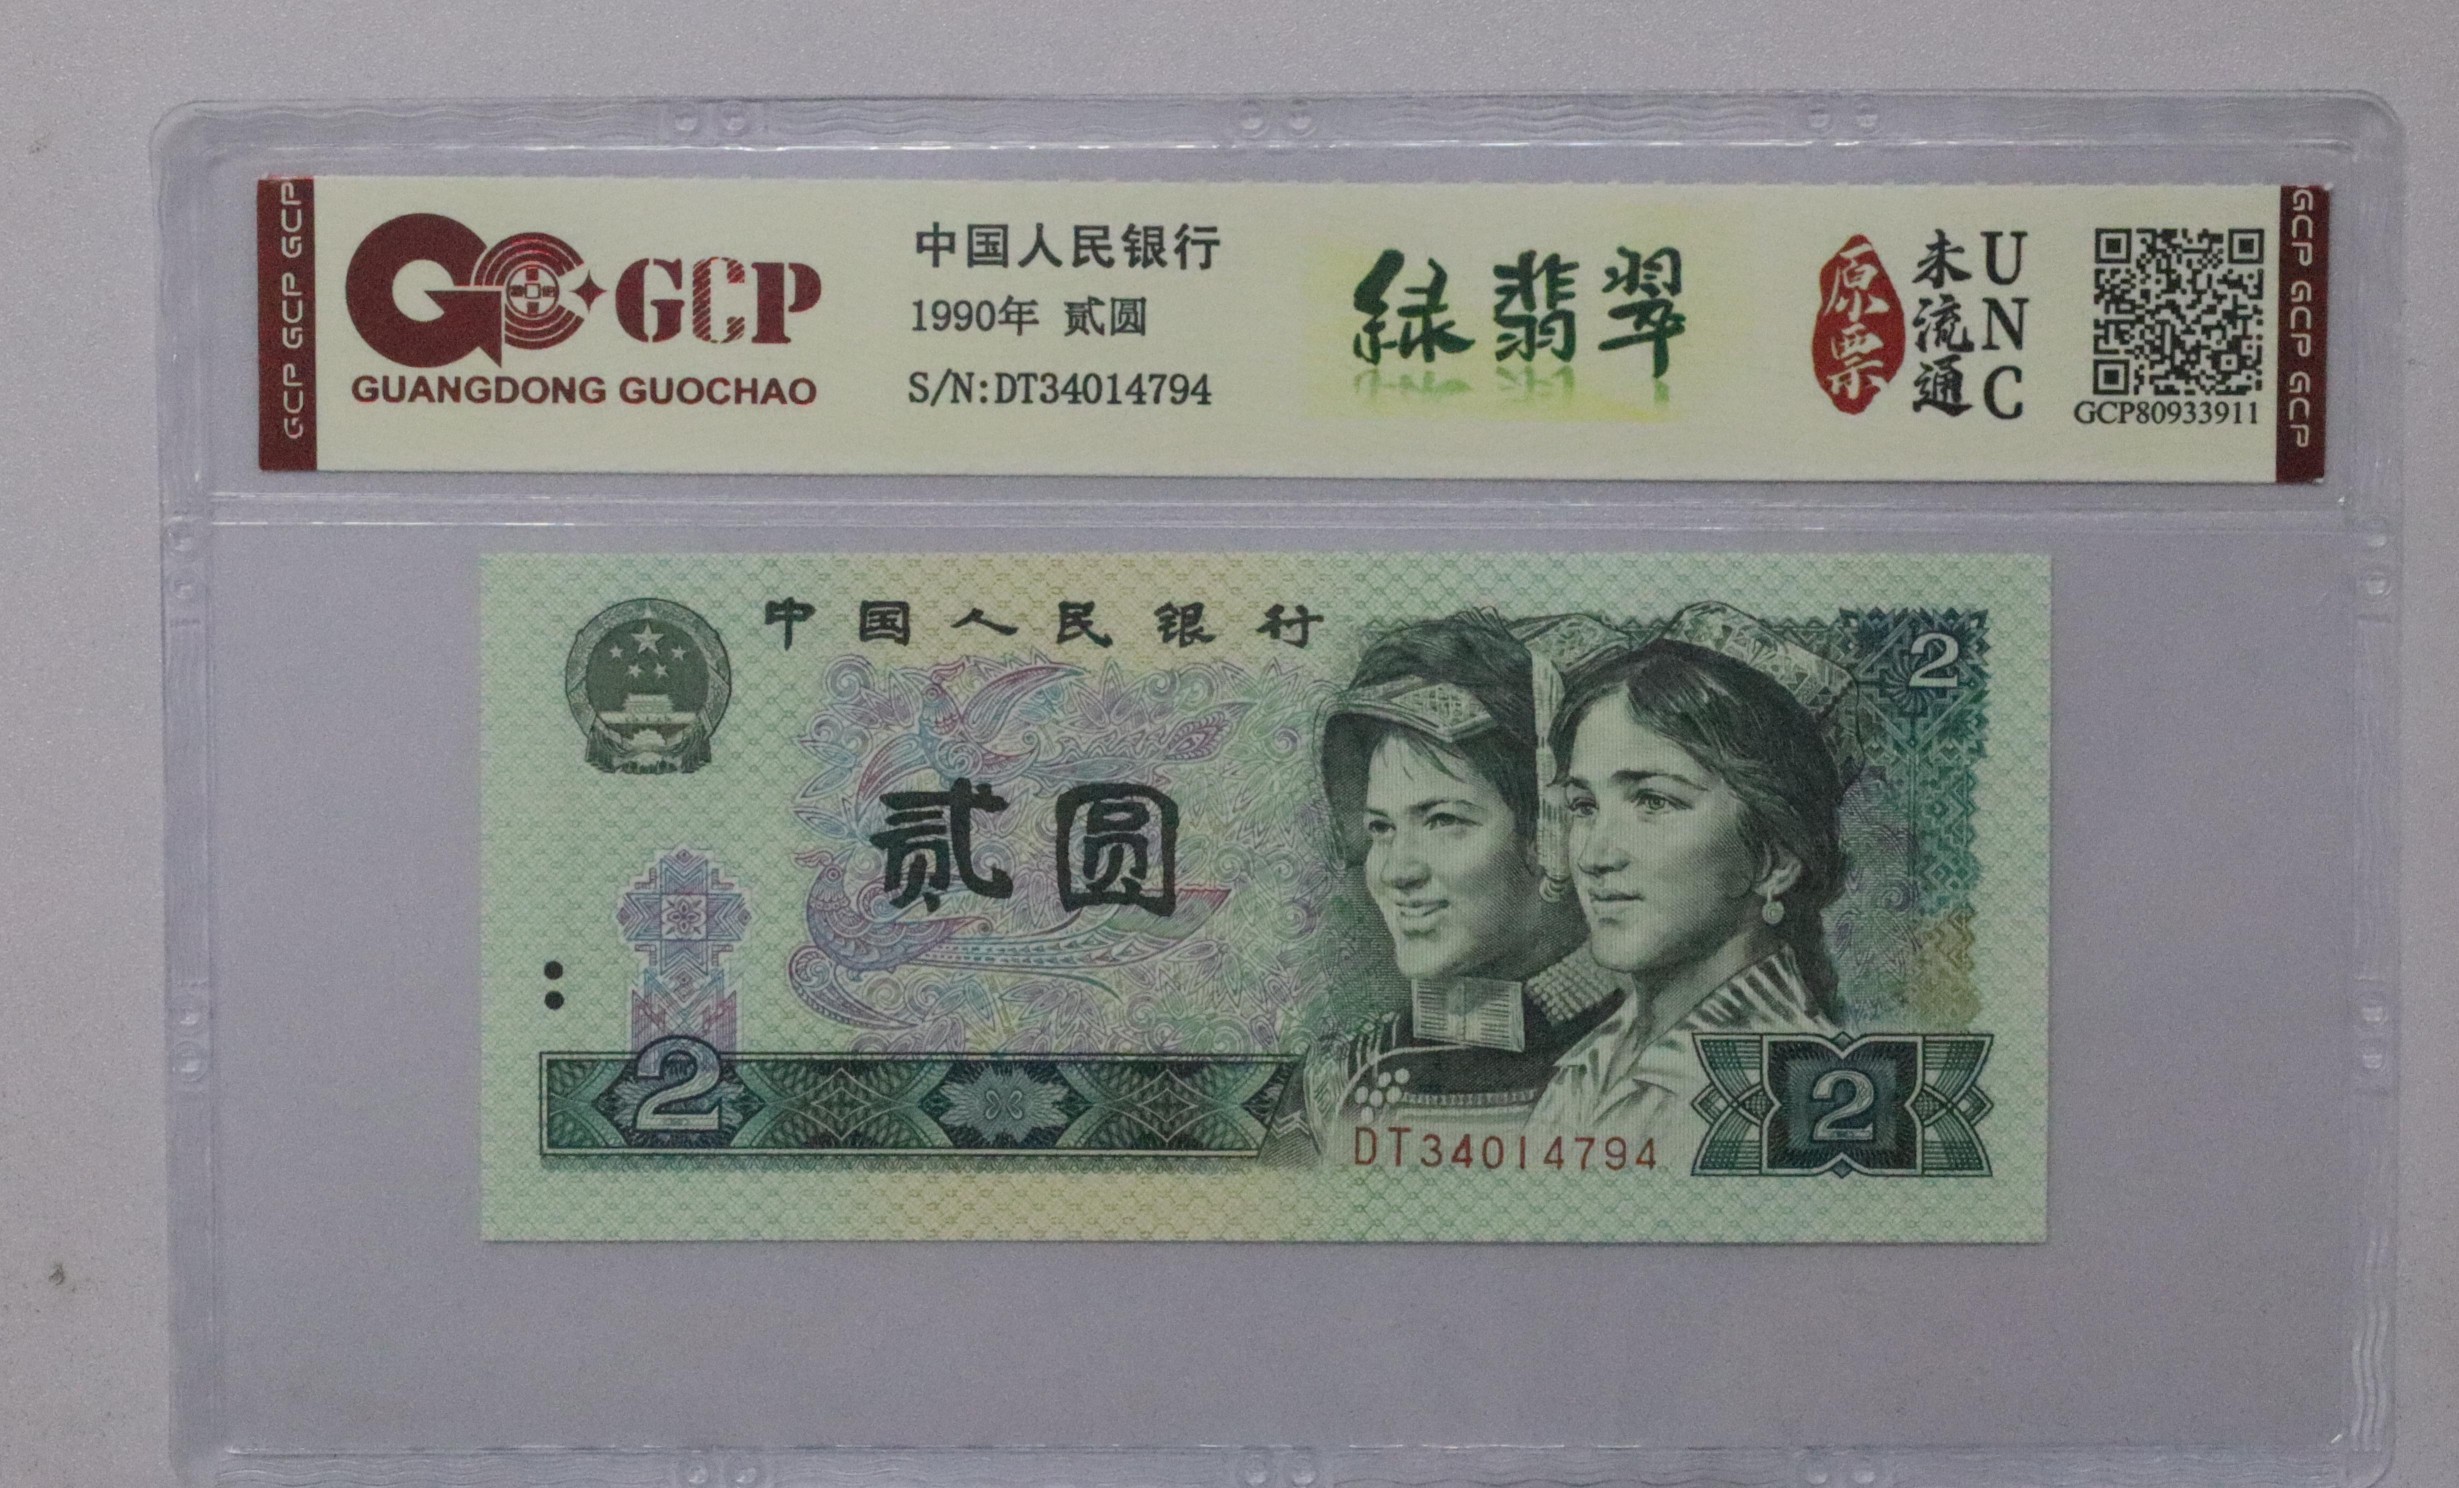 GCP GCP GCP
GCP
GUANGDONG GUOCHAO
中国人民银行
1990年 贰圆
S/N:DT34014794
緑翡翠
原票
未流通
UNC
GCP80933911
GCP GCP GCP
中国人民银行
2
贰圆
2
DT34014794
2